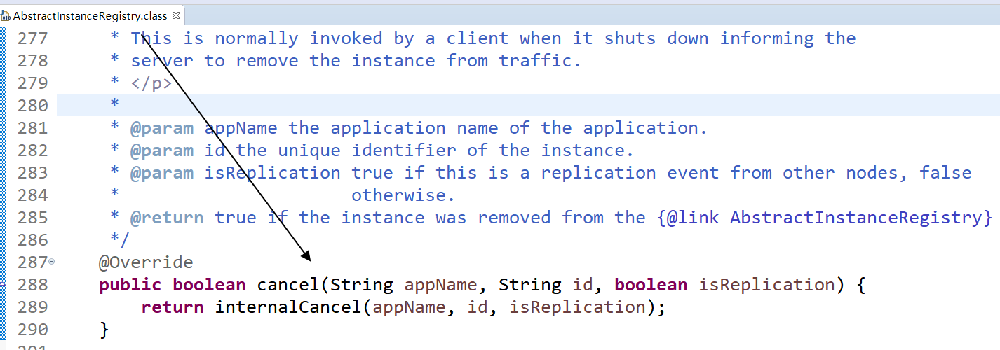 AbstractInstanceRegistry.class
277 * This is normally invoked by a client when it shuts down informing the
278 * server to remove the instance from traffic.
279 * </p>
280 *
281 * @param appName the application name of the application.
282 * @param id the unique identifier of the instance.
283 * @param isReplication true if this is a replication event from other nodes, false
284 * otherwise.
285 * @return true if the instance was removed from the {@link AbstractInstanceRegistry}
286 */
287 @Override
288 public boolean cancel(String appName, String id, boolean isReplication) {
289 return internalCancel(appName, id, isReplication);
290 }